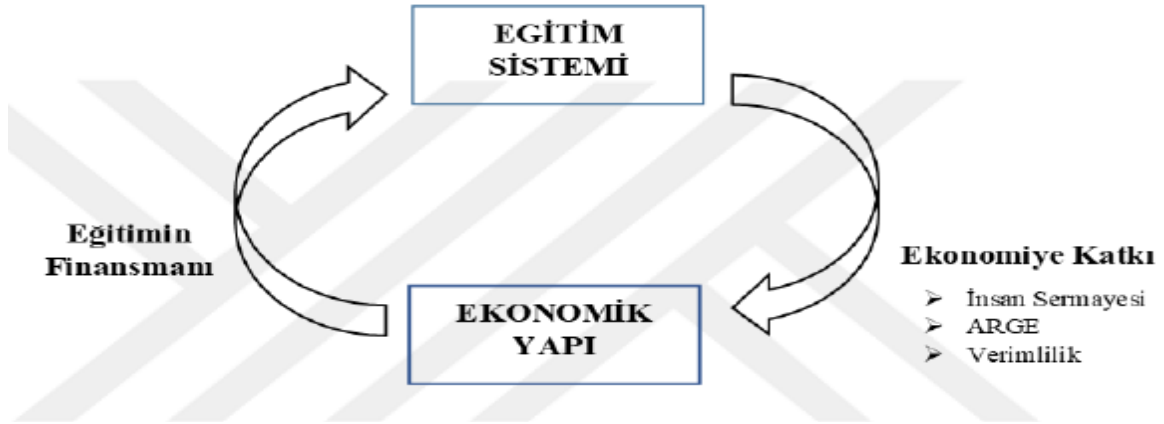 EGİTİM
SİSTEMİ
Eğitimin
Finansmanı
Ekonomiye Katkı
➤ İnsan Sermayesi
➤ ARGE
➤ Verimlilik
EKONOMİK
YAPI